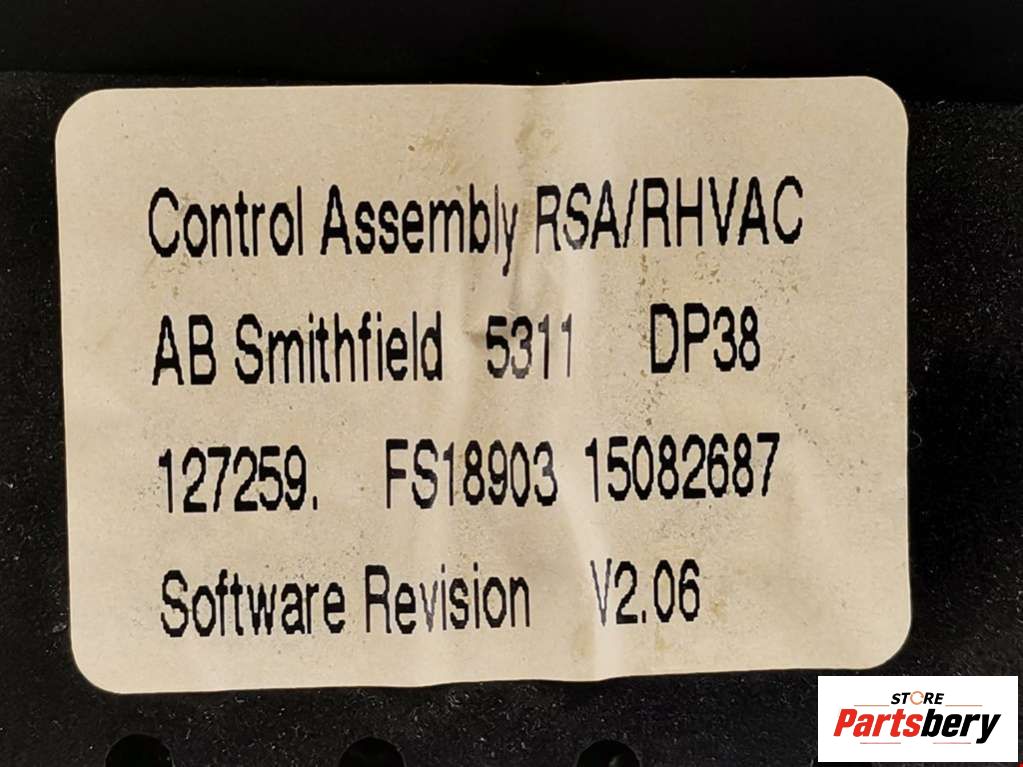 Control Assembly RSA/RHVAC
AB Smithfield 5311 DP38
127259. FS18903 15082687
Software Revision V2.06
STORE
Partsbery